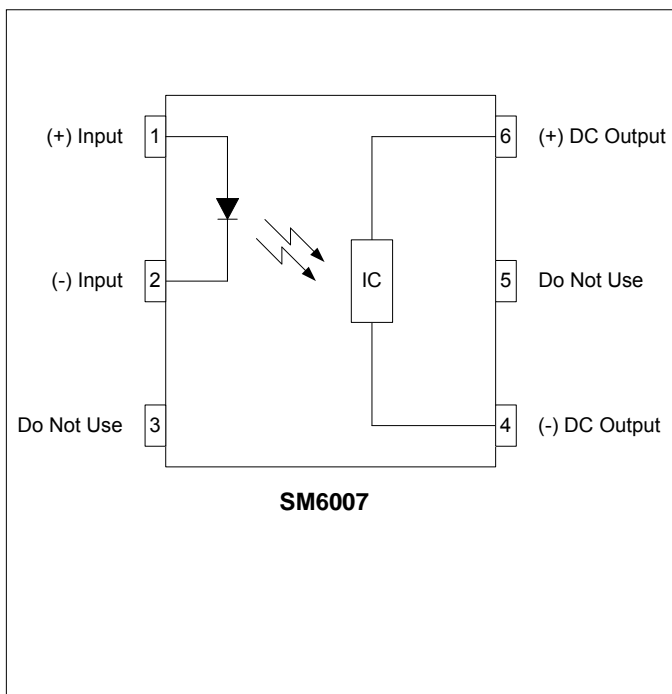 (+) Input 1
6 (+) DC Output
(-) Input 2
IC
5 Do Not Use
Do Not Use 3
4 (-) DC Output
SM6007